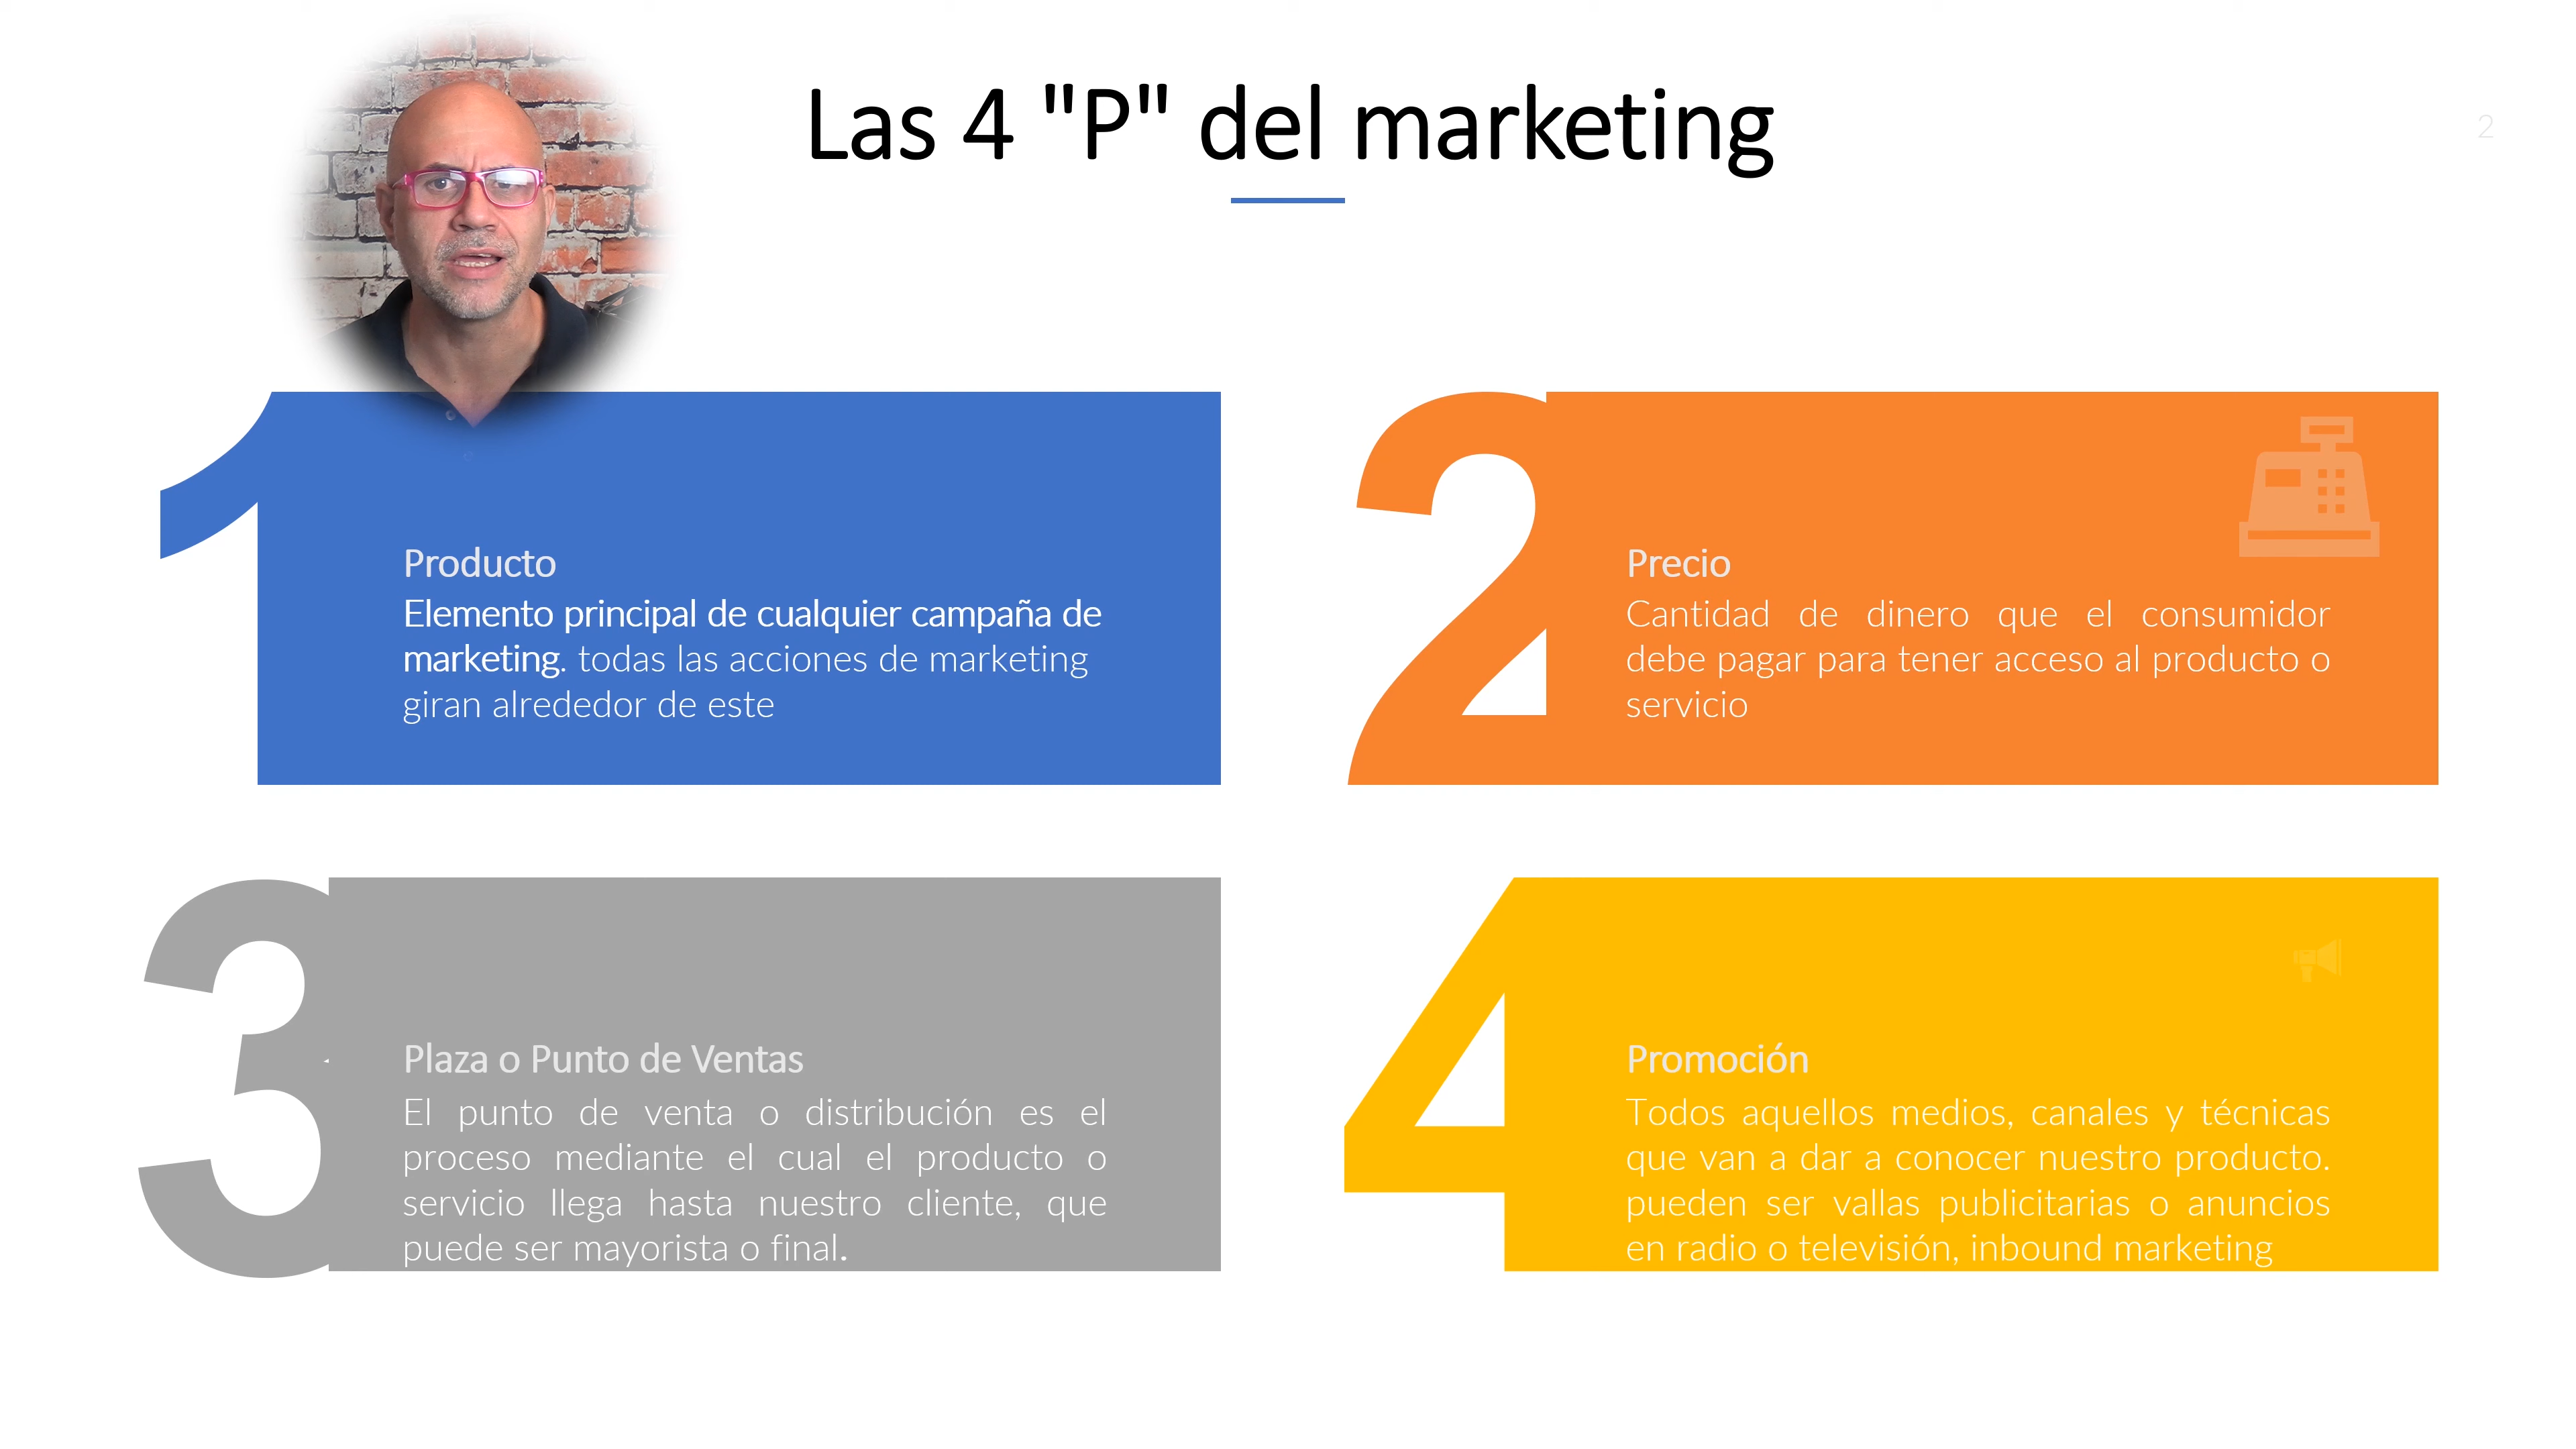 Las 4 "P" del marketing
2
1
Producto
Elemento principal de cualquier campaña de
marketing. todas las acciones de marketing
giran alrededor de este
2
Precio
Cantidad de dinero que el consumidor
debe pagar para tener acceso al producto o
servicio
3
Plaza o Punto de Ventas
El punto de venta o distribución es el
proceso mediante el cual el producto o
servicio llega hasta nuestro cliente, que
puede ser mayorista o final.
4
Promoción
Todos aquellos medios, canales y técnicas
que van a dar a conocer nuestro producto.
pueden ser vallas publicitarias o anuncios
en radio o televisión, inbound marketing